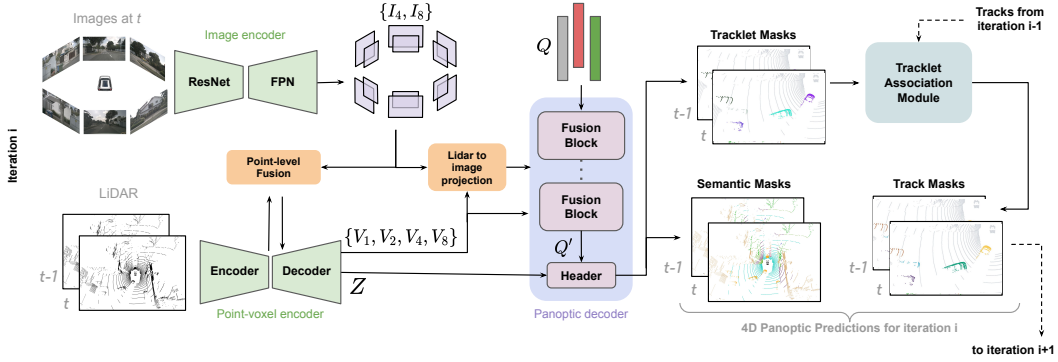 Images at t
Image encoder
{I4, I8}
Q
Tracklet Masks
Tracks from
iteration i-1
ResNet
FPN
Tracklet
Association
Module
t-1
t
Iteration i
Fusion
Block
Point-level
Fusion
Lidar to
image
projection
LiDAR
Fusion
Block
Semantic Masks
Track Masks
{V1, V2, V4, V8}
Q′
Encoder
Decoder
Z
Header
t-1
t
t-1
t
t-1
t
Point-voxel encoder
Panoptic decoder
4D Panoptic Predictions for iteration i
to iteration i+1